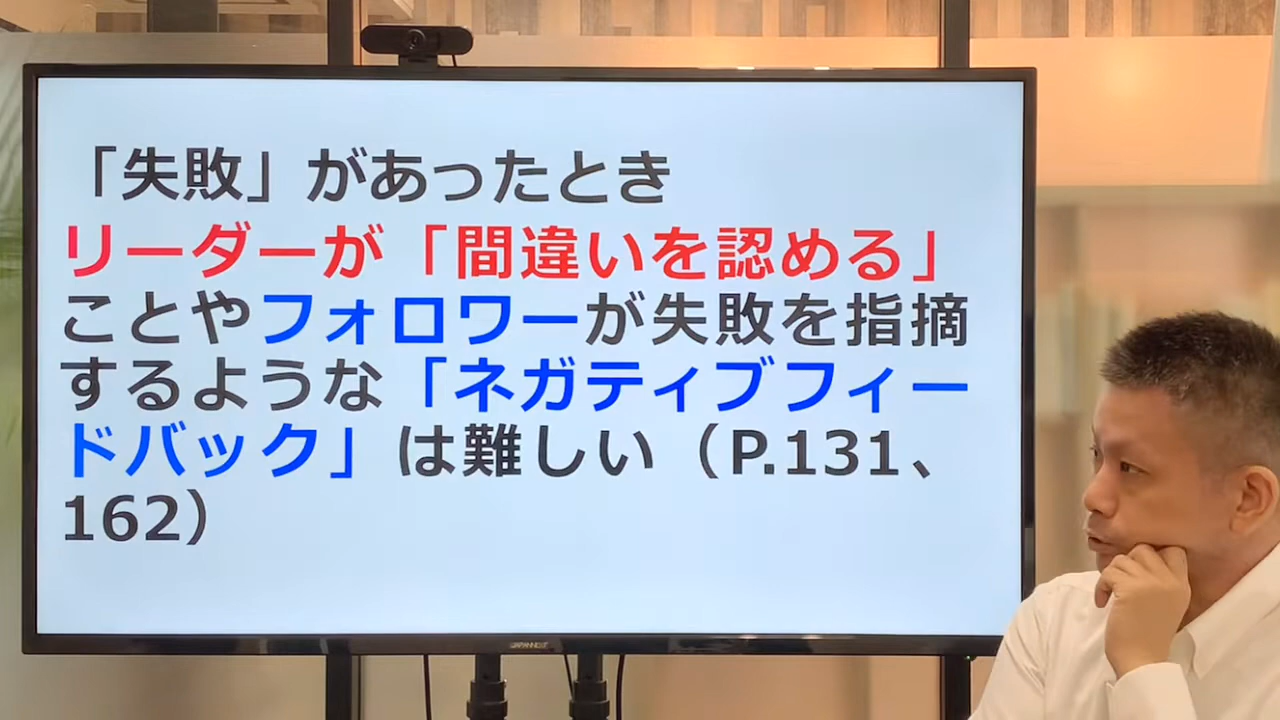 「失敗」があったとき
リーダーが「間違いを認める」
ことやフォロワーが失敗を指摘
するような「ネガティブフィー
ドバック」は難しい（P.131、
162）